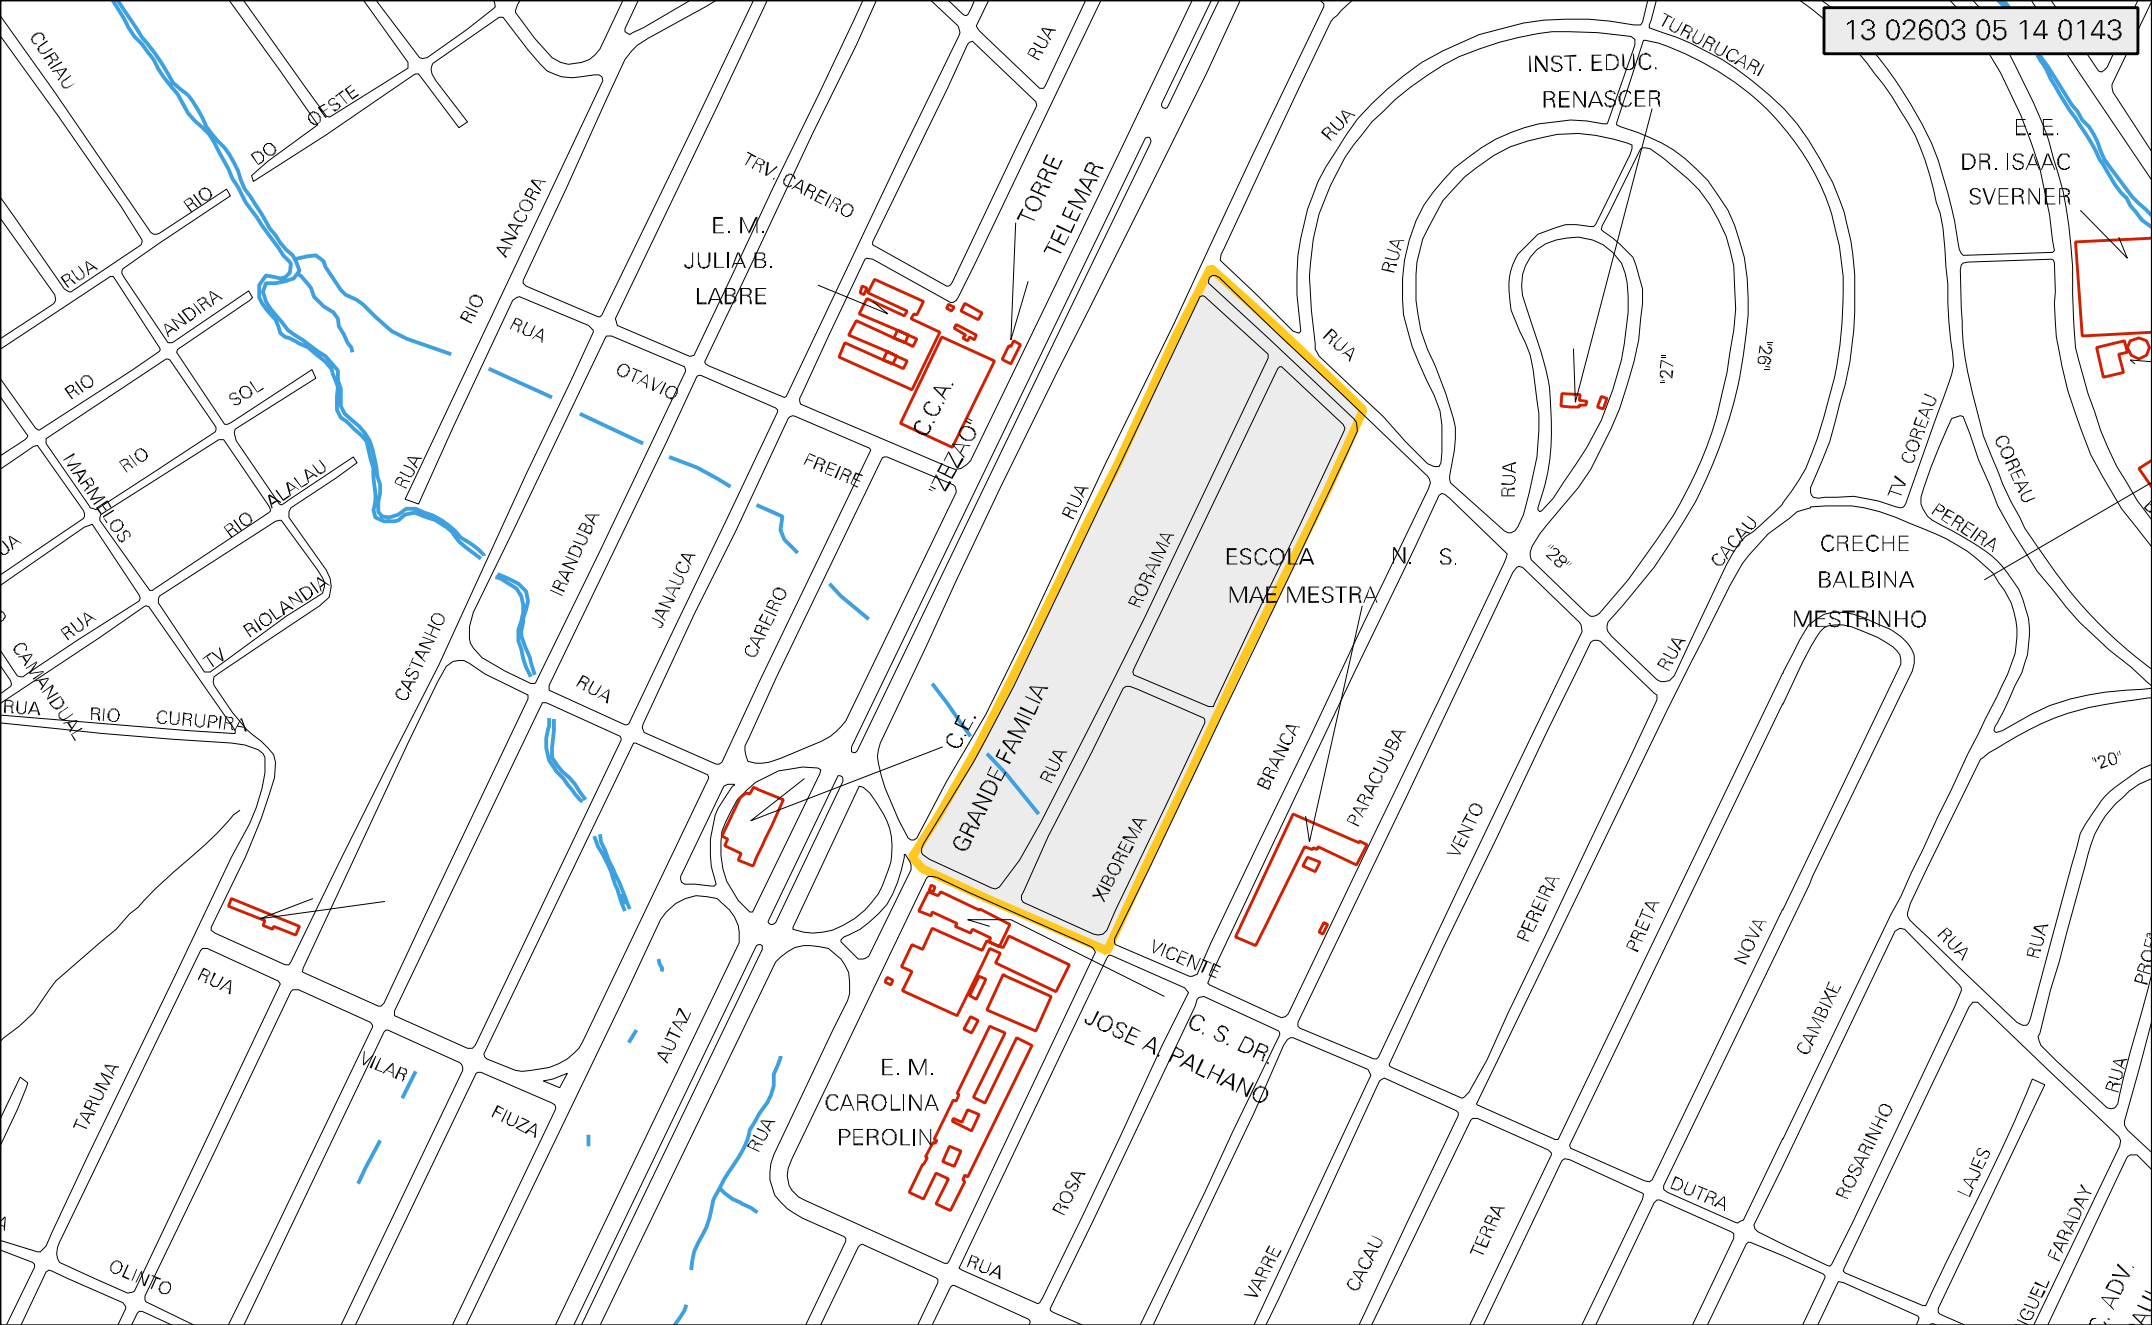 13 02603 05 14 0143
CURIAU
RUA
TURURUCARI
INST. EDUC.
RENASCER
OESTE
DO
RUA
E. E.
DR. ISAAC
SVERNER
TRV. CAREIRO
TORRE
TELEMAR
RIO
ANACORA
E. M.
JULIA B.
LABRE
RUA
RUA
ANDIRA
RIO
RUA
OTAVIO
RUA
"27"
"26"
RIO
SOL
C.C.A.
"ZEZAO"
FREIRE
TV COREAU
COREAU
PEREIRA
RIO
MARMELOS
ALALAU
RIO
RUA
RUA
RUA
RORAIMA
ESCOLA
MAE MESTRA
N. S.
"28"
CACAU
CRECHE
BALBINA
MESTRINHO
IRANDUBA
JANAUCA
CAREIRO
RUA
RIOLANDIA
TV
CASTANHO
CAMANDUAL
RUA
RUA RIO CURUPIRA
RUA
C.E.
GRANDE FAMILIA
RUA
BRANCA
PARACUUBA
"20"
XIBOREMA
VENTO
PEREIRA
PRETA
NOVA
RUA
RUA
VICENTE
RUA
AUTAZ
CAMBIXE
JOSE A. PALHANO
C. S. DR.
VILAR
FIUZA
TARUMA
E. M.
CAROLINA
PEROLIN
RUA
RUA
ROSARINHO
LAJES
DUTRA
ROSA
FARADAY
TERRA
CACAU
VARRE
RUA
OLINTO
C. ADV.